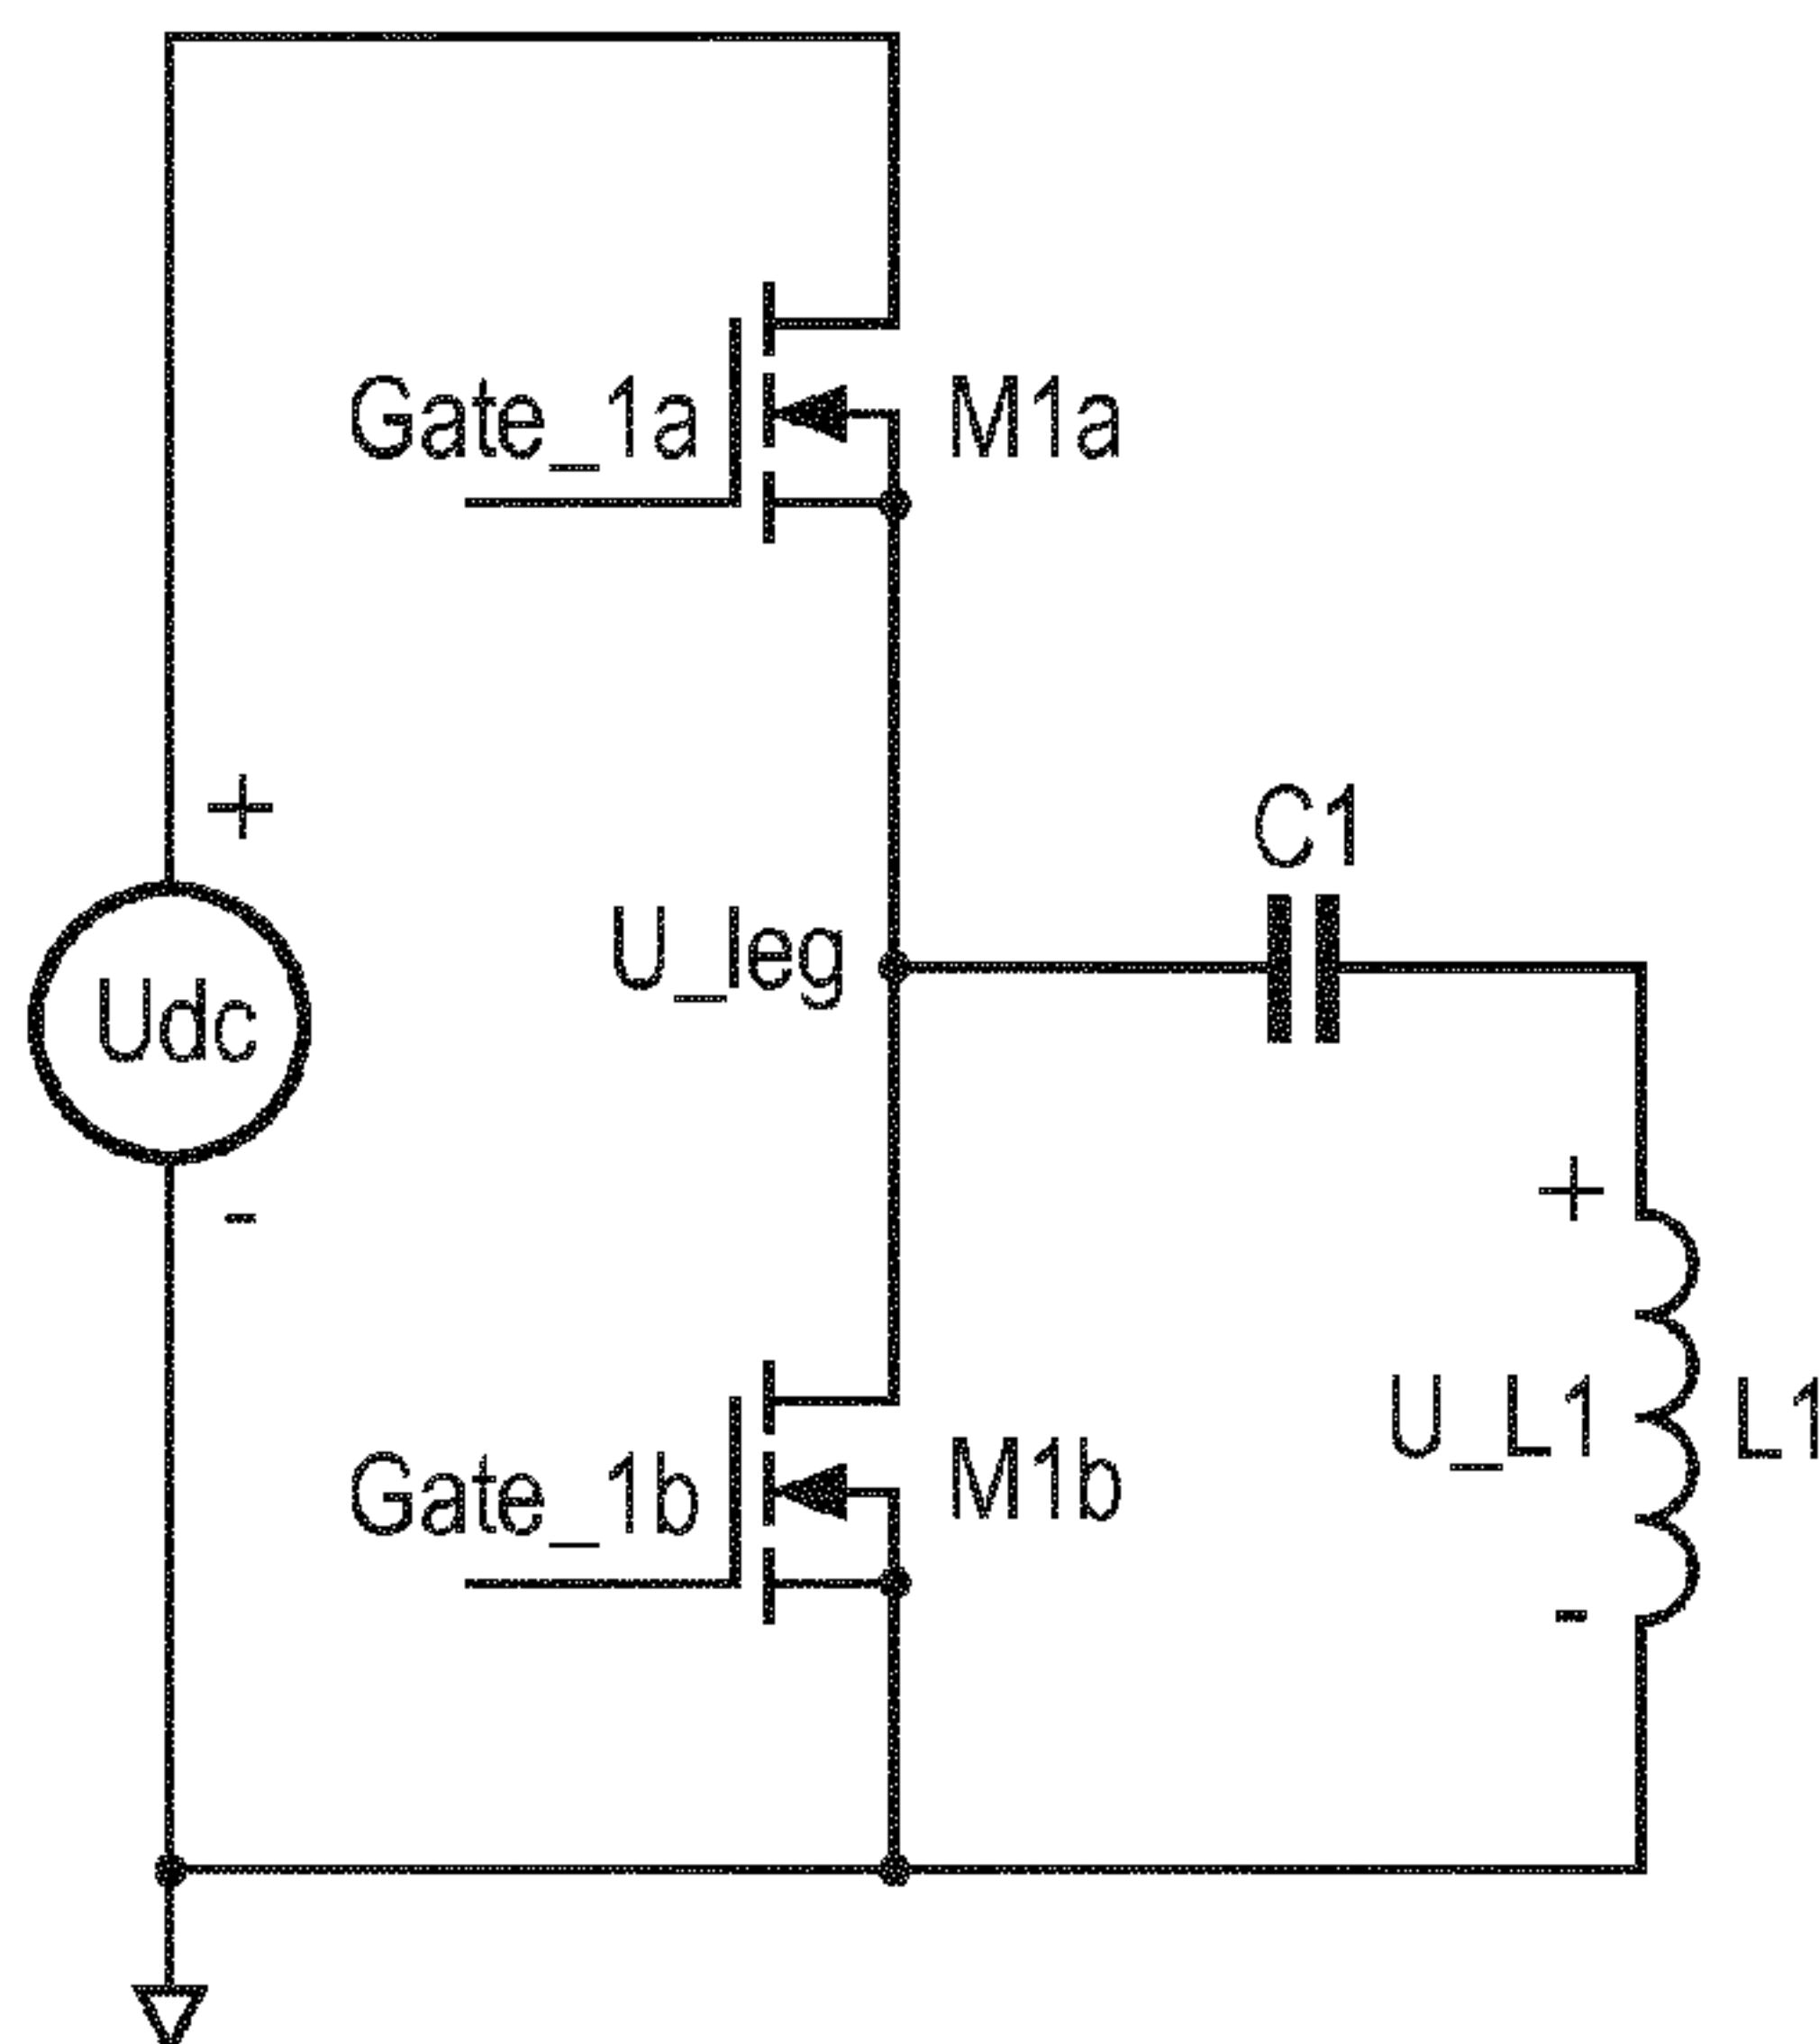 Gate_1a
M1a
+
C1
U_leg
Udc
+
-
U_L1
L1
Gate_1b
M1b
-